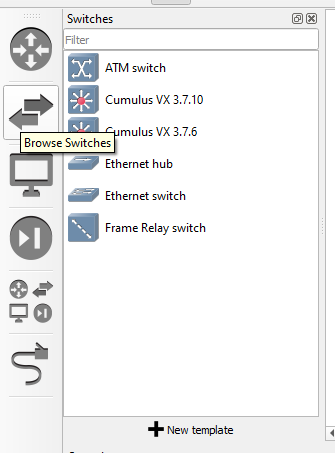 Switches
Filter
ATM switch
Cumulus VX 3.7.10
Cumulus VX 3.7.6
Browse Switches
Ethernet hub
Ethernet switch
Frame Relay switch
New template